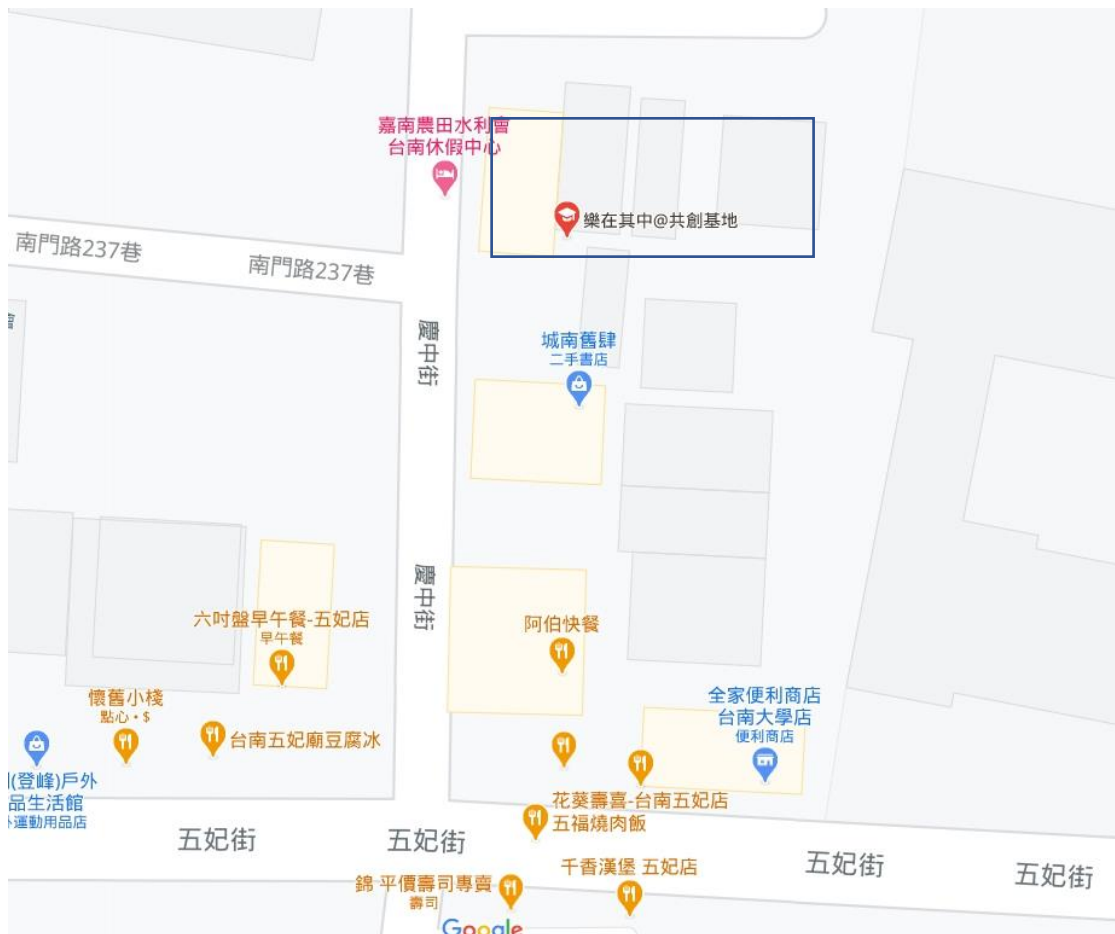 嘉南農田水利會
台南休假中心
樂在其中@共創基地
南門路237巷
南門路237巷
慶中街
城南舊肆
二手書店
慶中街
六吋盤早午餐-五妃店
早午餐
阿伯快餐
懷舊小棧
點心・$
台南五妃廟豆腐冰
全家便利商店
台南大學店
便利商店
(登峰)戶外
品生活館
運動用品店
花葵壽喜-台南五妃店
五福燒肉飯
五妃街
五妃街
五妃街
五妃街
千香漢堡 五妃店
錦 平價壽司專賣
壽司
Google